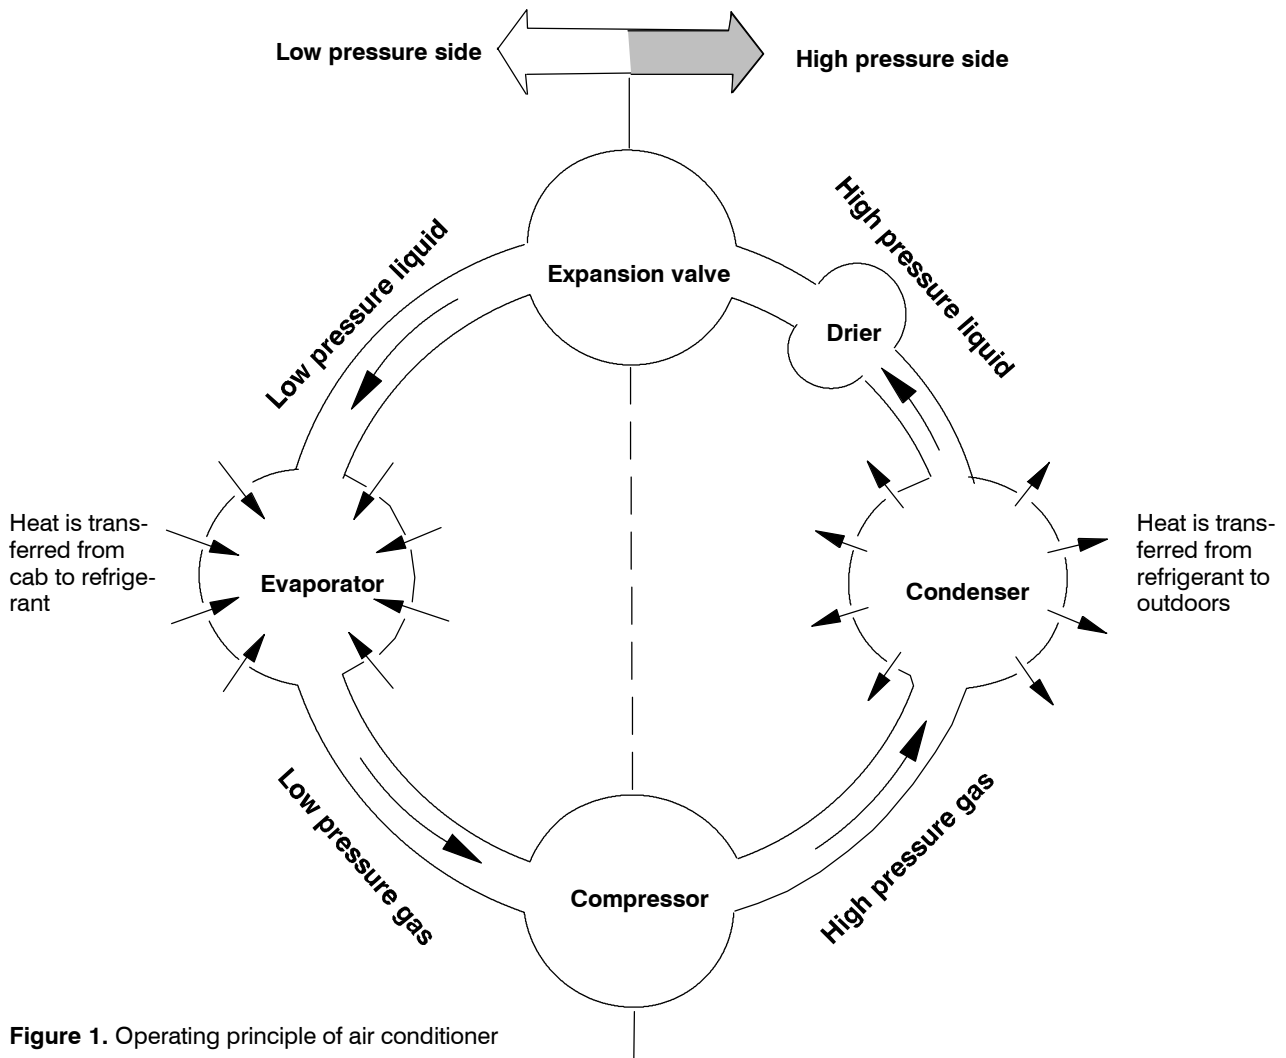 Low pressure side
High pressure side
Low pressure liquid
High pressure liquid
Expansion valve
Drier
Heat is trans-
ferred from
cab to refrige-
rant
Evaporator
Condenser
Heat is trans-
ferred from
refrigerant to
outdoors
Low pressure gas
High pressure gas
Compressor
Figure 1. Operating principle of air conditioner